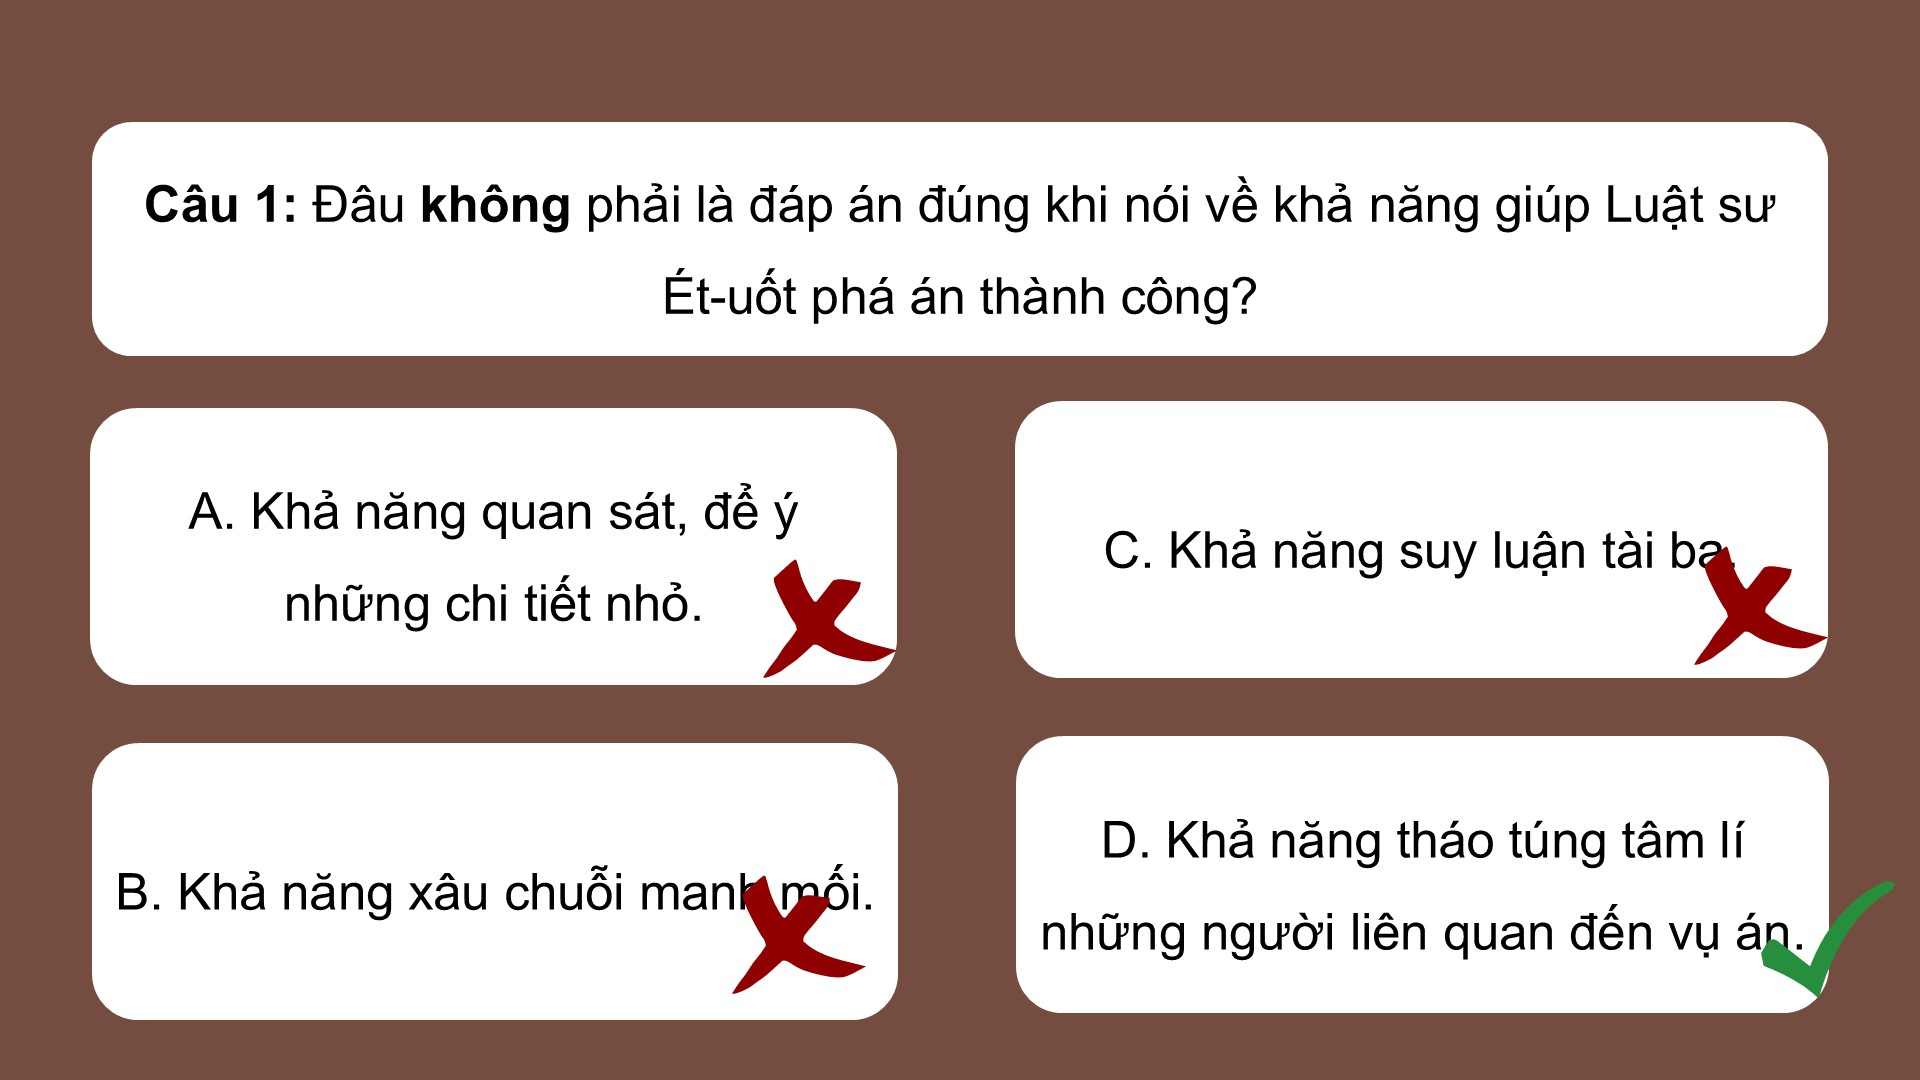 Câu 1: Đâu không phải là đáp án đúng khi nói về khả năng giúp Luật sư
Ét-uốt phá án thành công?
A. Khả năng quan sát, để ý
những chi tiết nhỏ.
C. Khả năng suy luận tài ba.
B. Khả năng xâu chuỗi manh mối.
D. Khả năng tháo túng tâm lí
những người liên quan đến vụ án.